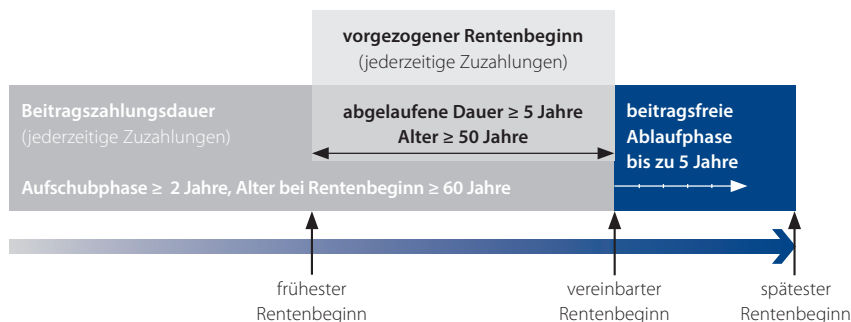 vorgezogener Rentenbeginn
(jederzeitige Zuzahlungen)
Beitragszahlungsdauer
(jederzeitige Zuzahlungen)
abgelaufene Dauer ≥ 5 Jahre
Alter ≥ 50 Jahre
beitragsfreie
Ablaufphase
bis zu 5 Jahre
Aufschubphase ≥ 2 Jahre, Alter bei Rentenbeginn ≥ 60 Jahre
frühester
Rentenbeginn
vereinbarter
Rentenbeginn
spätester
Rentenbeginn